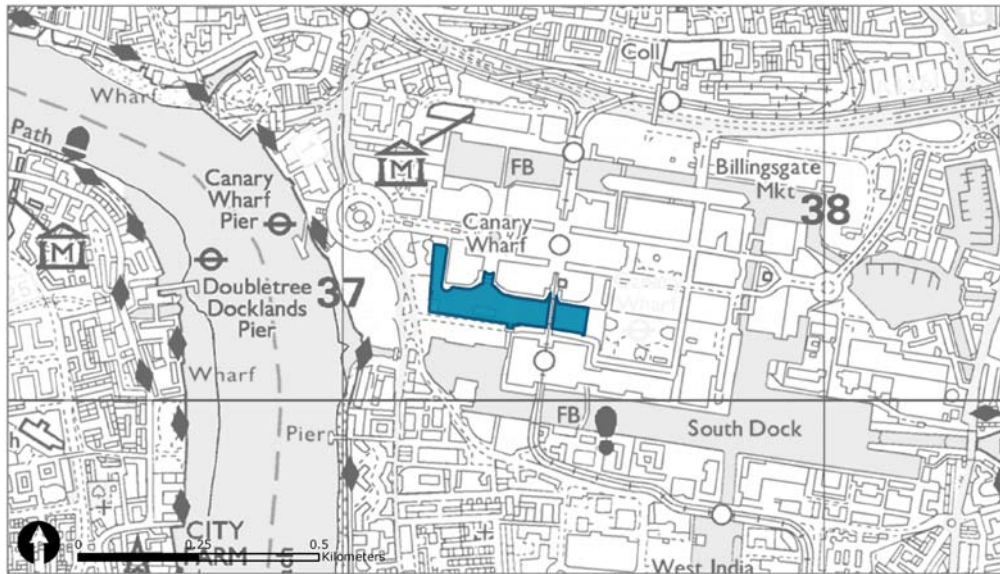 Coll
Wharf
Path
M
FB
Billingsgate
Mkt
38
Canary
Wharf
Pier
Canary
Wharf
M
37
Doubletree
Docklands
Pier
Wharf
FB
South Dock
Pier
CITY
FARM
0
0.25
0.5
Kilometers
West India